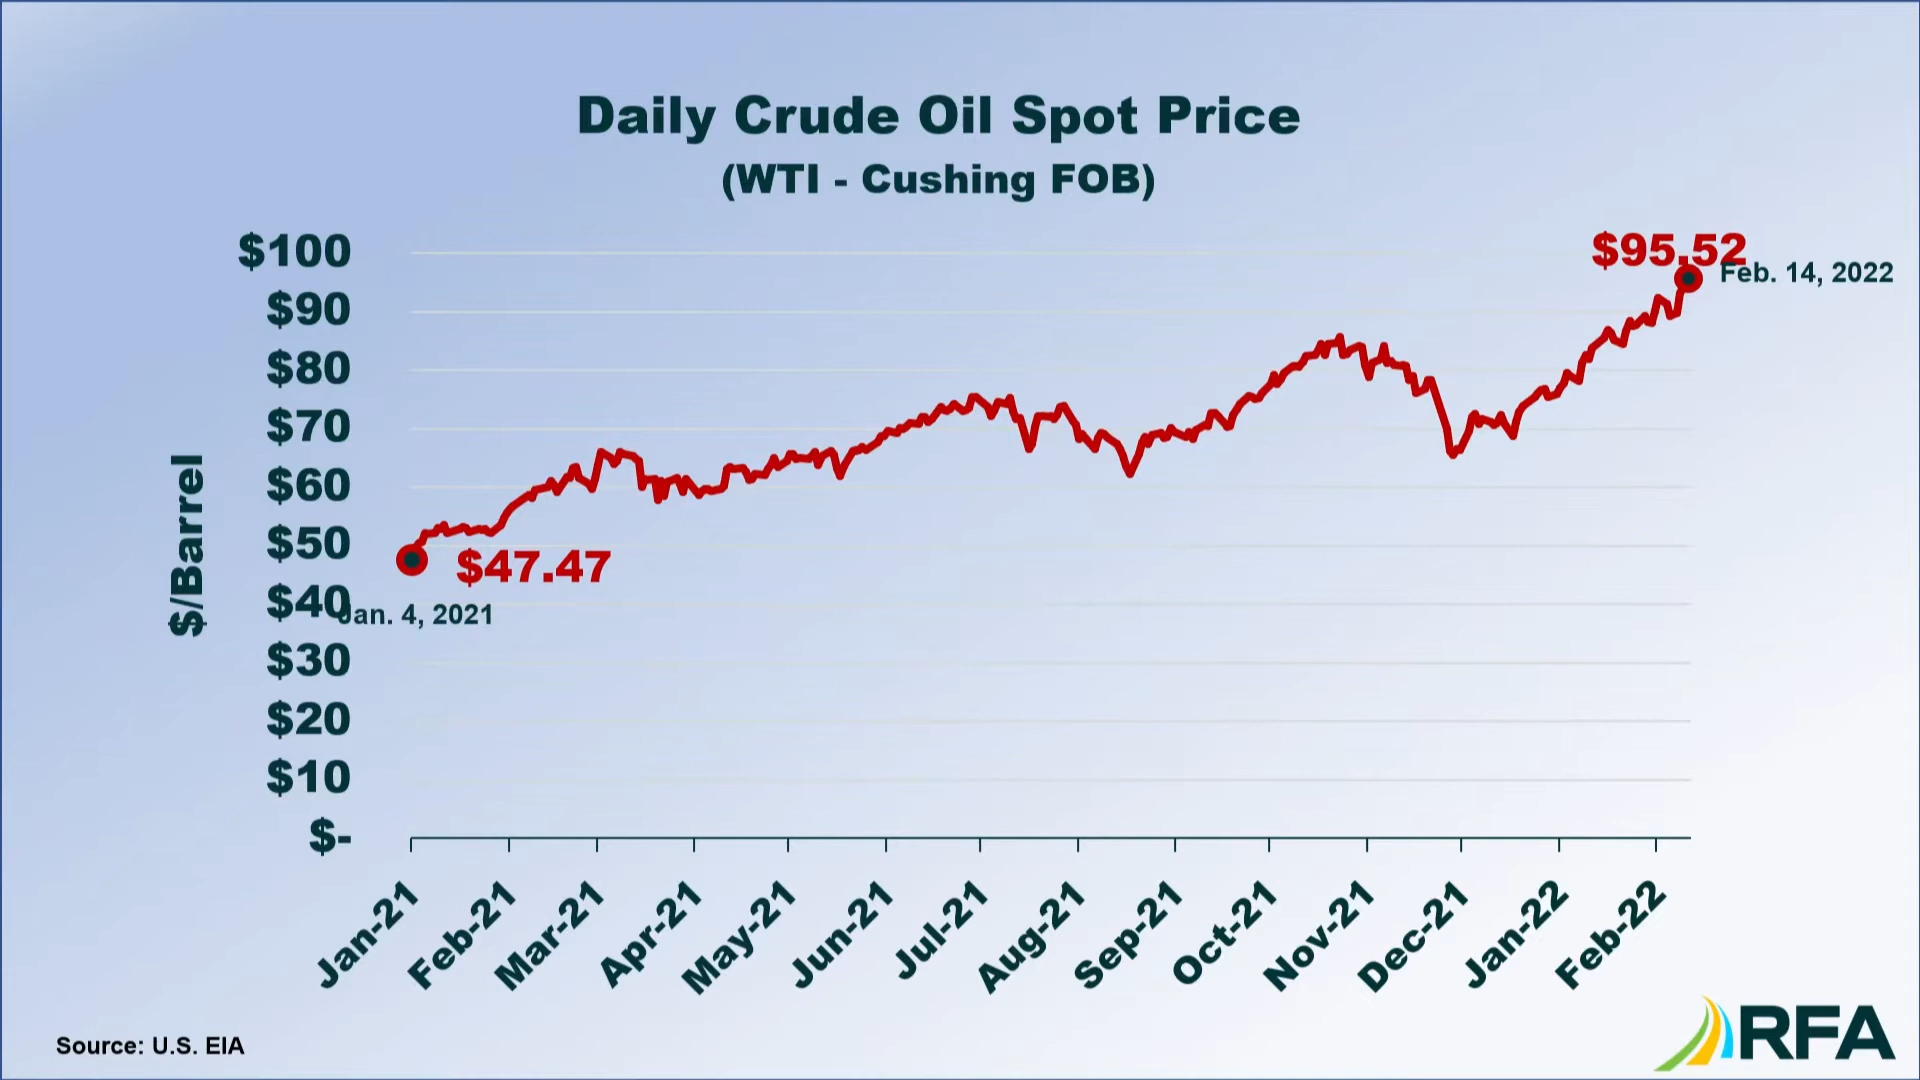 Daily Crude Oil Spot Price
(WTI - Cushing FOB)
$/Barrel
$100
$90
$80
$70
$60
$50
$40
$30
$20
$10
$-
$95.52
Feb. 14, 2022
$47.47
Jan. 4, 2021
Jan-21
Feb-21
Mar-21
Apr-21
May-21
Jun-21
Jul-21
Aug-21
Sep-21
Oct-21
Nov-21
Dec-21
Jan-22
Feb-22
Source: U.S. EIA
RFA